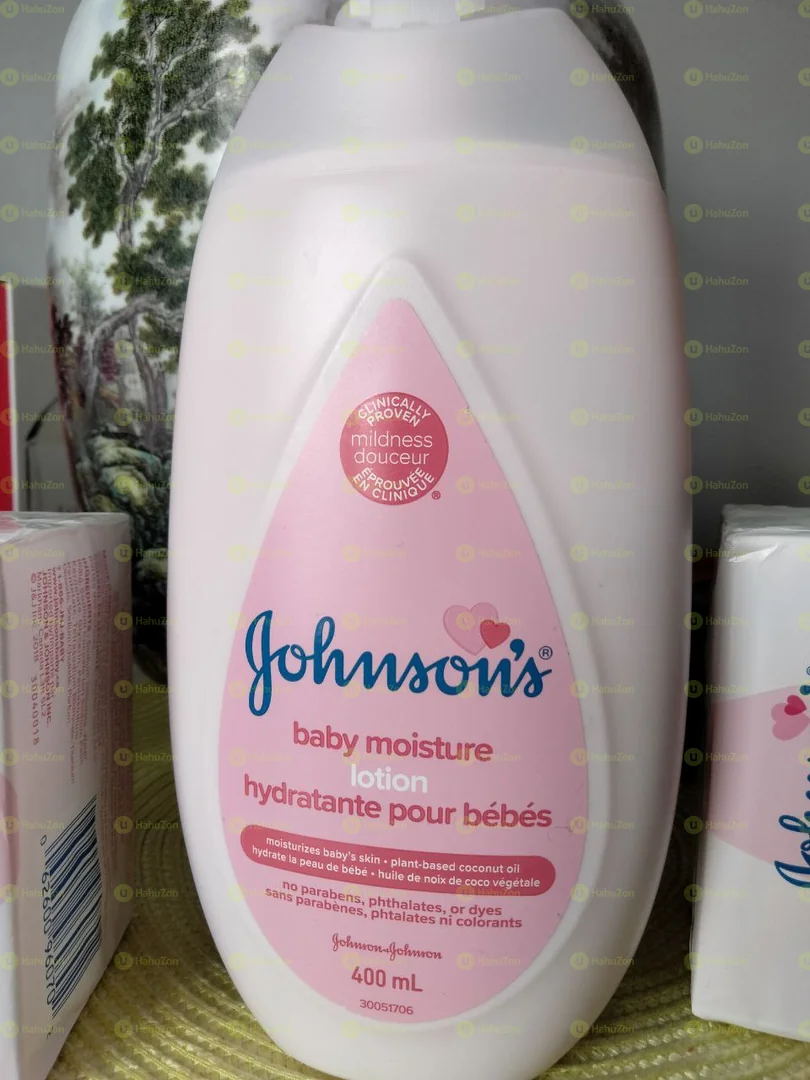 CLINICALLY
PROVEN
mildness
douceur
ÉPROUVÉE
EN CLINIQUE®
Johnson's®
baby moisture
lotion
hydratante pour bébés
moisturizes baby's skin • plant-based coconut oil
hydrate la peau de bébé • huile de noix de coco végétale
no parabens, phthalates, or dyes
sans parabènes, phtalates ni colorants
Johnson & Johnson
400 mL
30051706
HahuZon